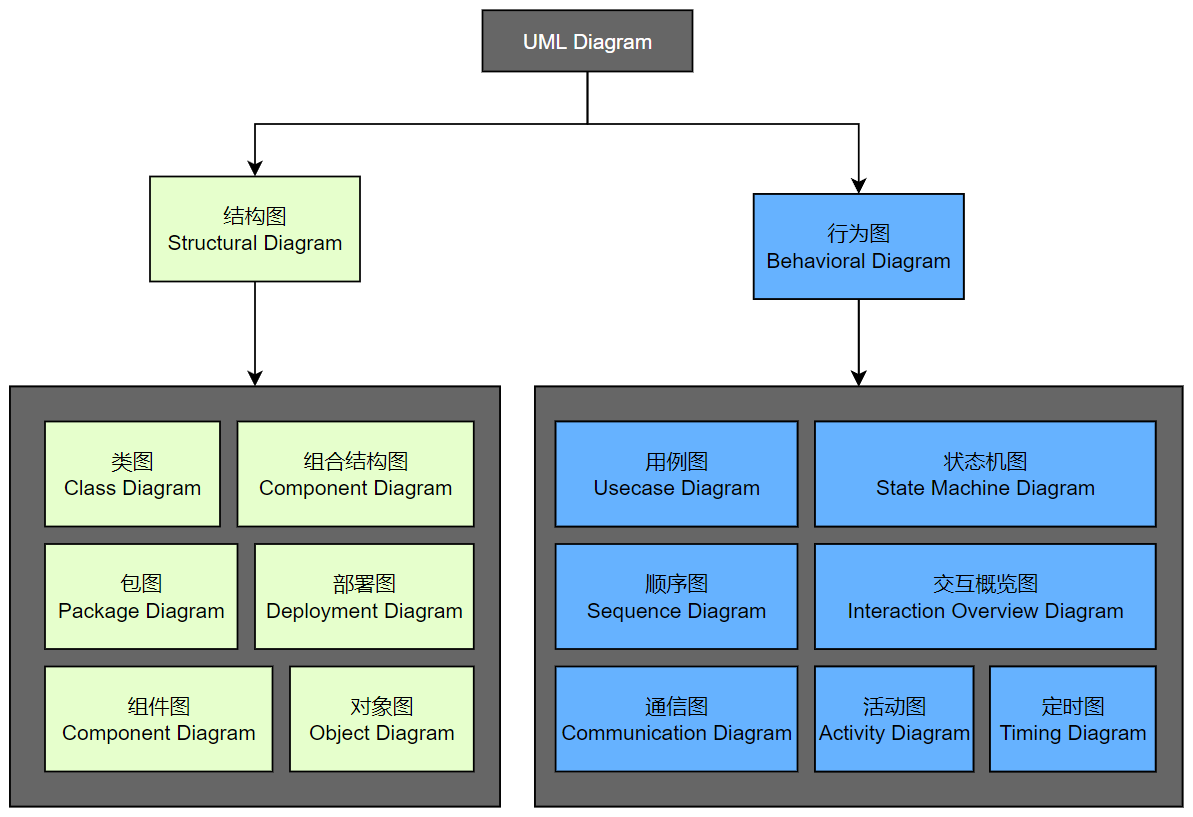 UML Diagram
结构图
Structural Diagram
行为图
Behavioral Diagram
类图
Class Diagram
组合结构图
Component Diagram
包图
Package Diagram
部署图
Deployment Diagram
组件图
Component Diagram
对象图
Object Diagram
用例图
Usecase Diagram
状态机图
State Machine Diagram
顺序图
Sequence Diagram
交互概览图
Interaction Overview Diagram
通信图
Communication Diagram
活动图
Activity Diagram
定时图
Timing Diagram